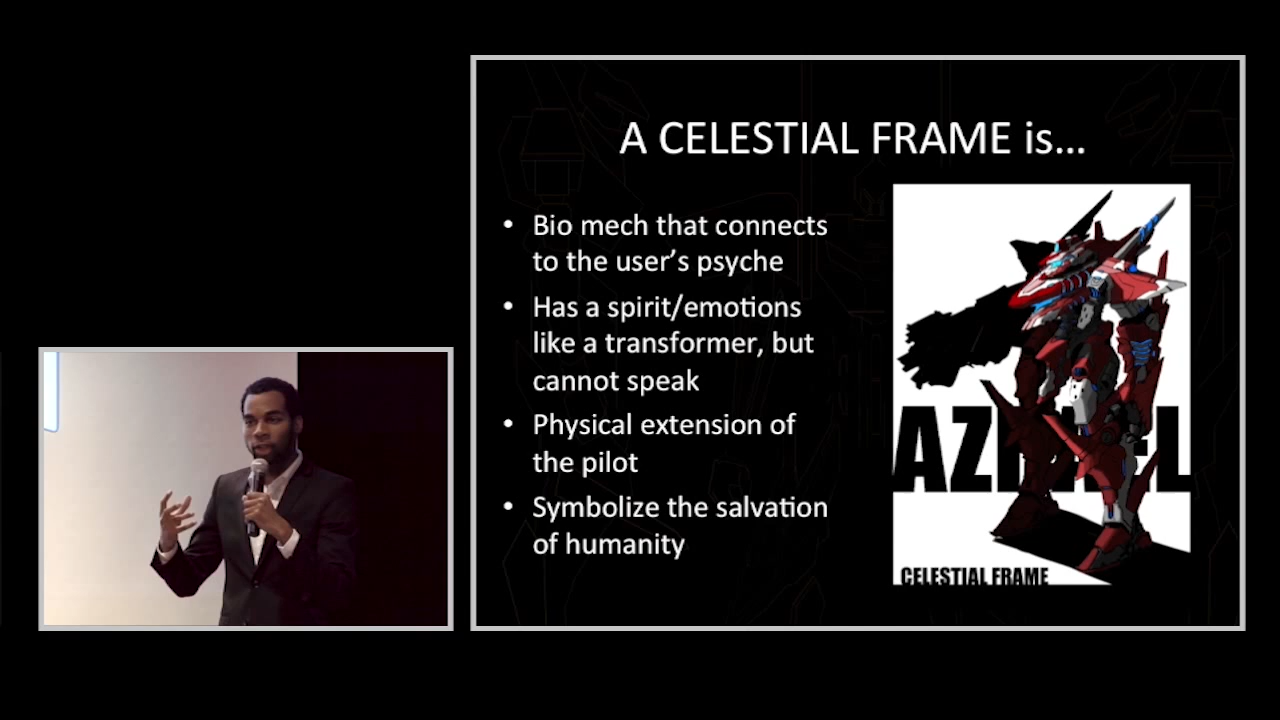 A CELESTIAL FRAME is...
• Bio mech that connects
to the user's psyche
• Has a spirit/emotions
like a transformer, but
cannot speak
• Physical extension of
the pilot
• Symbolize the salvation
of humanity
CELESTIAL FRAME